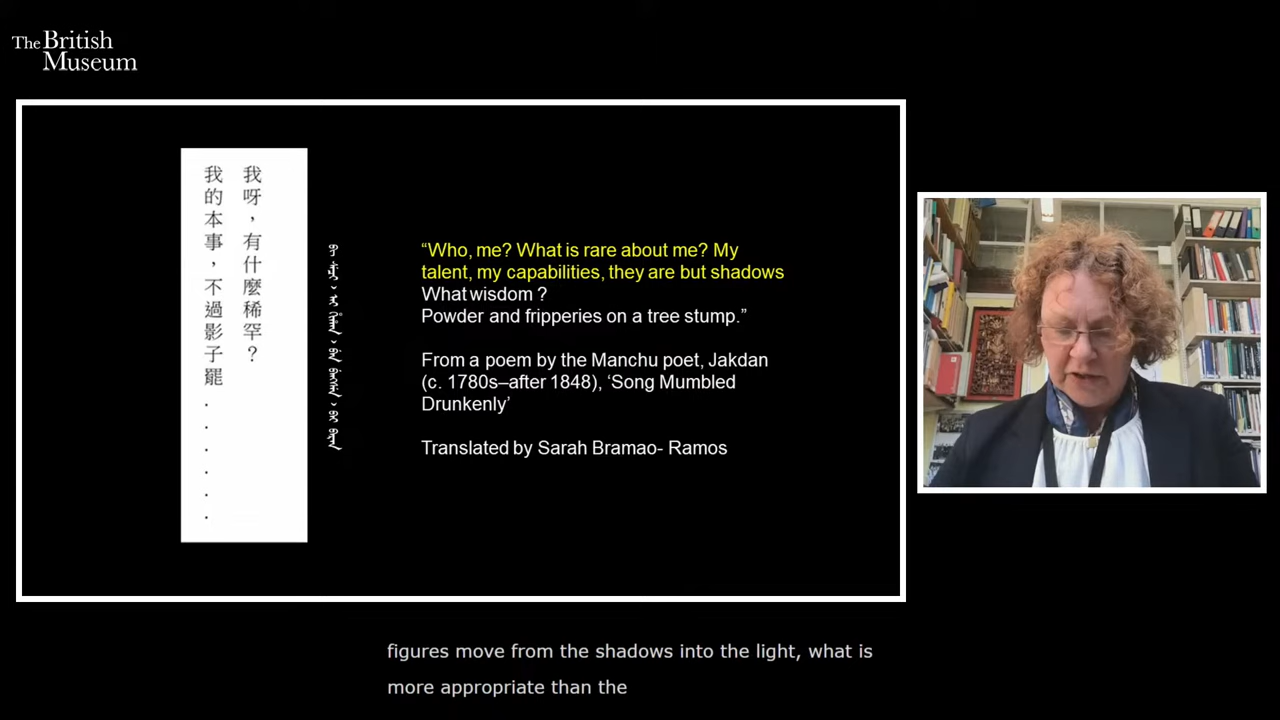 The British
Museum
我呀，有什麼稀罕？
我的本事，不過影子罷......
“Who, me? What is rare about me? My
talent, my capabilities, they are but shadows
What wisdom ?
Powder and fripperies on a tree stump.”
From a poem by the Manchu poet, Jakdan
(c. 1780s–after 1848), ‘Song Mumbled
Drunkenly’
Translated by Sarah Bramao- Ramos
figures move from the shadows into the light, what is
more appropriate than the